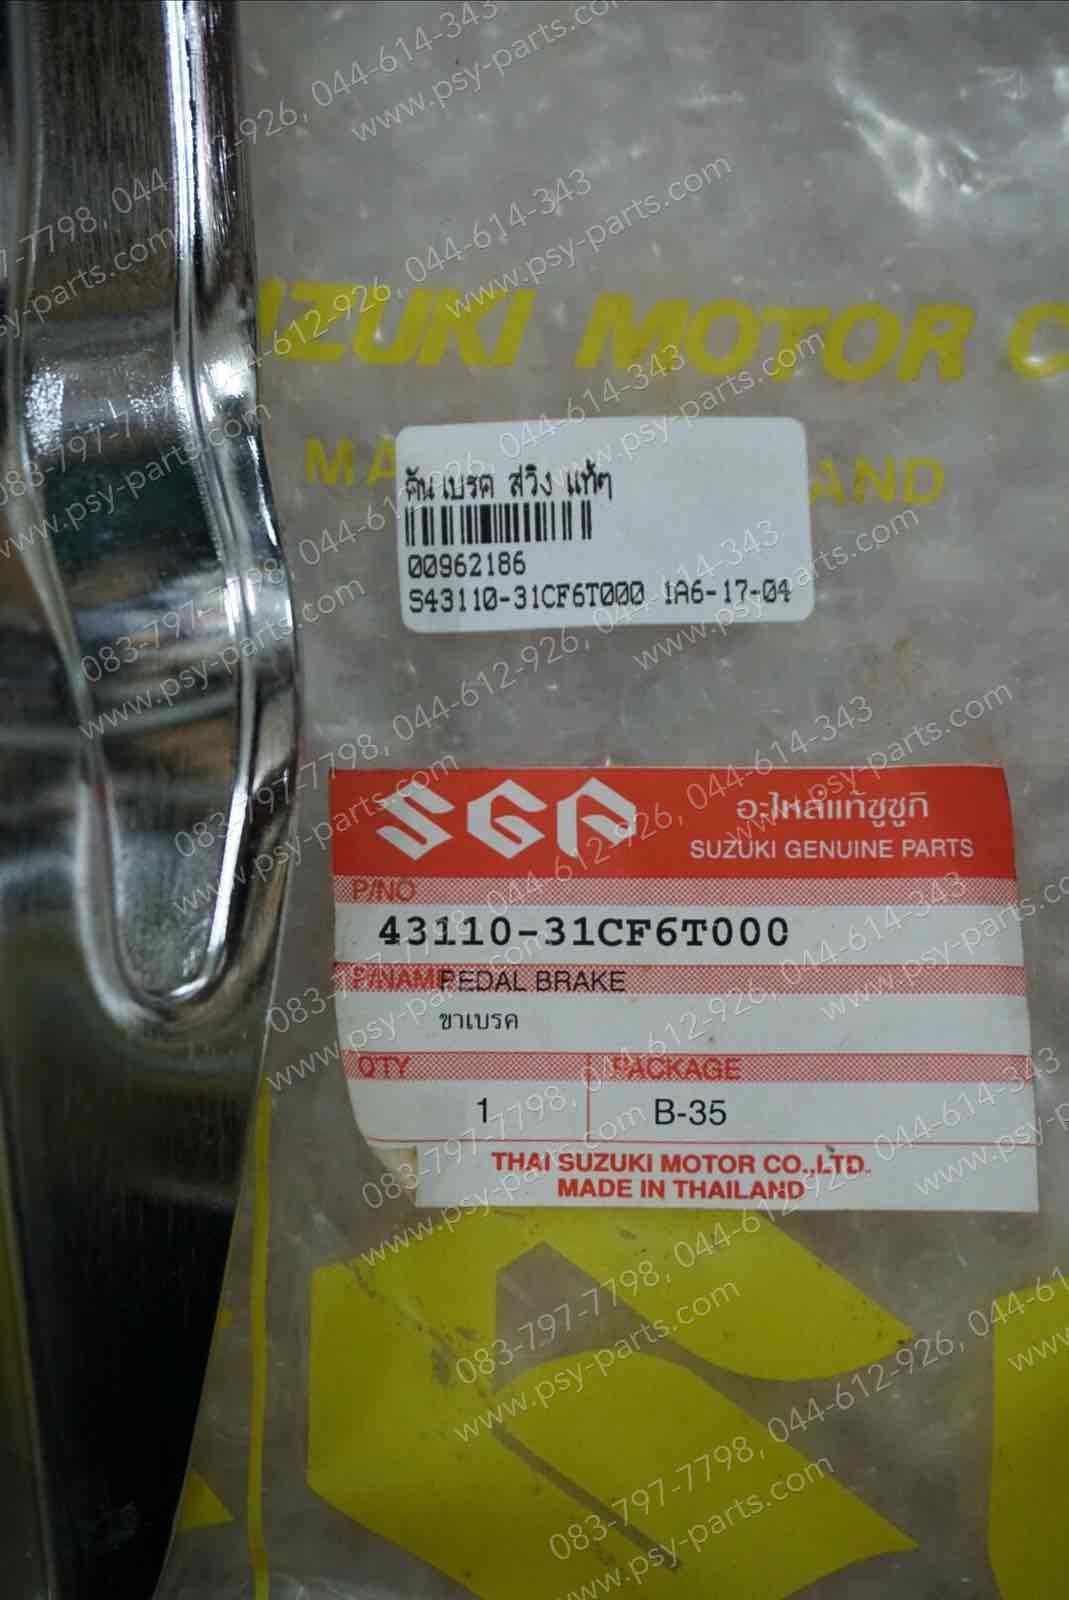 083-797-7798, 044-612-926, 044-614-343
www.psy-parts.com
SUZUKI MOTOR C
MA
AND
คันเบรค สวิง แท้ๆ
00962186
S43110-31CF6T000 1A6-17-04
SGP
อะไหล่แท้ซูซูกิ
SUZUKI GENUINE PARTS
P/NO
43110-31CF6T000
P/NAME PEDAL BRAKE
ขาเบรค
QTY PACKAGE
1 B-35
THAI SUZUKI MOTOR CO.,LTD.
MADE IN THAILAND